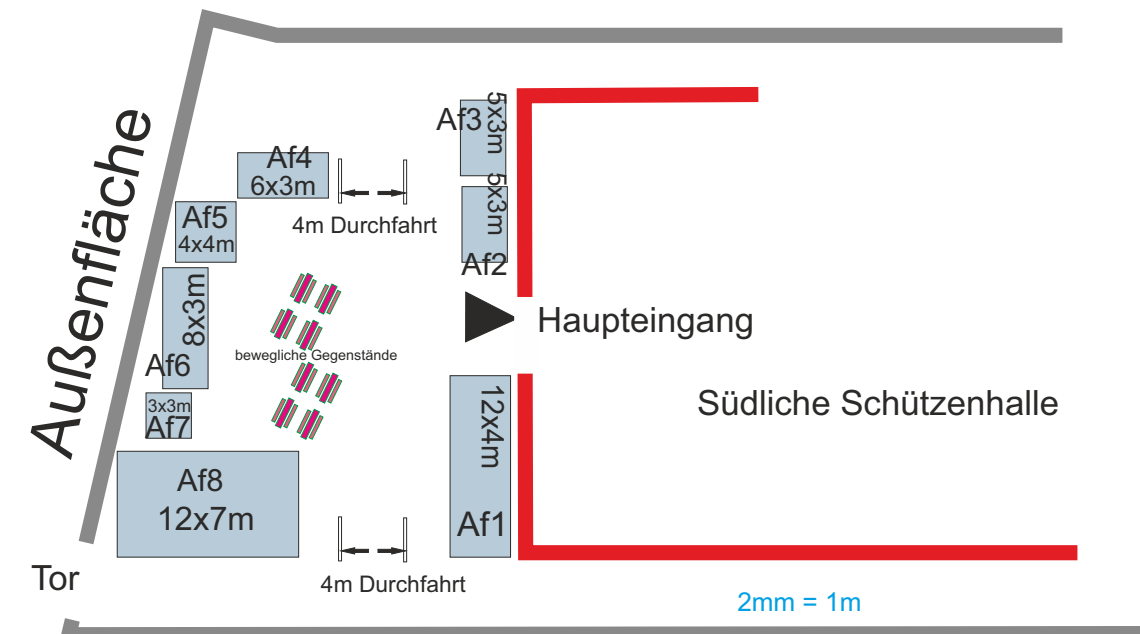 Außenfläche
Af3
5x3m
Af4
6x3m
4m Durchfahrt
5x3m
Af2
Af5
4x4m
8x3m
Af6
bewegliche Gegenstände
Haupteingang
Südliche Schützenhalle
3x3m
Af7
12x4m
Af1
Af8
12x7m
4m Durchfahrt
Tor
2mm = 1m